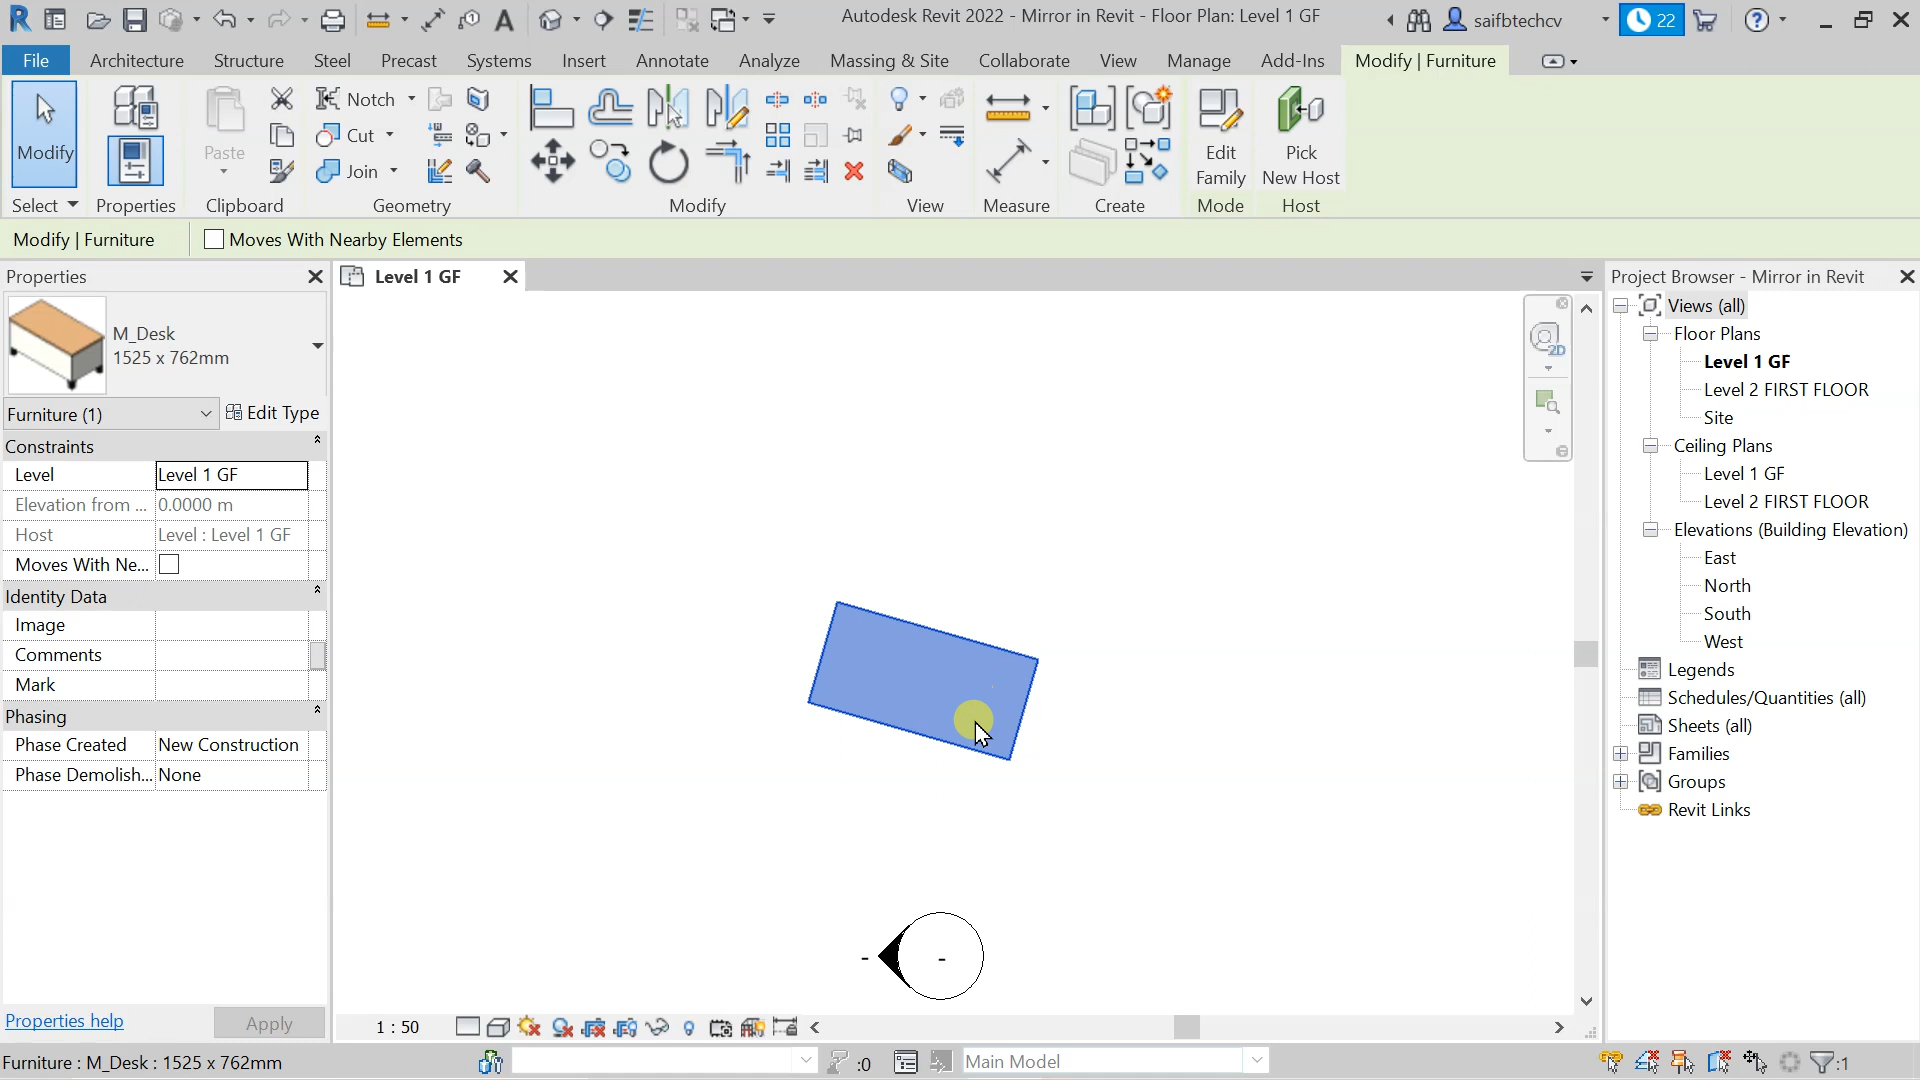 Autodesk Revit 2022 - Mirror in Revit - Floor Plan: Level 1 GF
saifbtechcv
22
File
Architecture
Structure
Steel
Precast
Systems
Insert
Annotate
Analyze
Massing & Site
Collaborate
View
Manage
Add-Ins
Modify | Furniture
Modify
Paste
Notch
Cut
Join
Edit
Family
Pick
New Host
Select
Properties
Clipboard
Geometry
Modify
View
Measure
Create
Mode
Host
Modify | Furniture
Moves With Nearby Elements
Properties
M_Desk
1525 x 762mm
Furniture (1)
Edit Type
Constraints
Level
Level 1 GF
Elevation from ...
0.0000 m
Host
Level : Level 1 GF
Moves With Ne...
Identity Data
Image
Comments
Mark
Phasing
Phase Created
New Construction
Phase Demolish...
None
Properties help
Apply
Level 1 GF
2D
-
-
1 : 50
Project Browser - Mirror in Revit
Views (all)
Floor Plans
Level 1 GF
Level 2 FIRST FLOOR
Site
Ceiling Plans
Level 1 GF
Level 2 FIRST FLOOR
Elevations (Building Elevation)
East
North
South
West
Legends
Schedules/Quantities (all)
Sheets (all)
Families
Groups
Revit Links
Furniture : M_Desk : 1525 x 762mm
:0
Main Model
:1